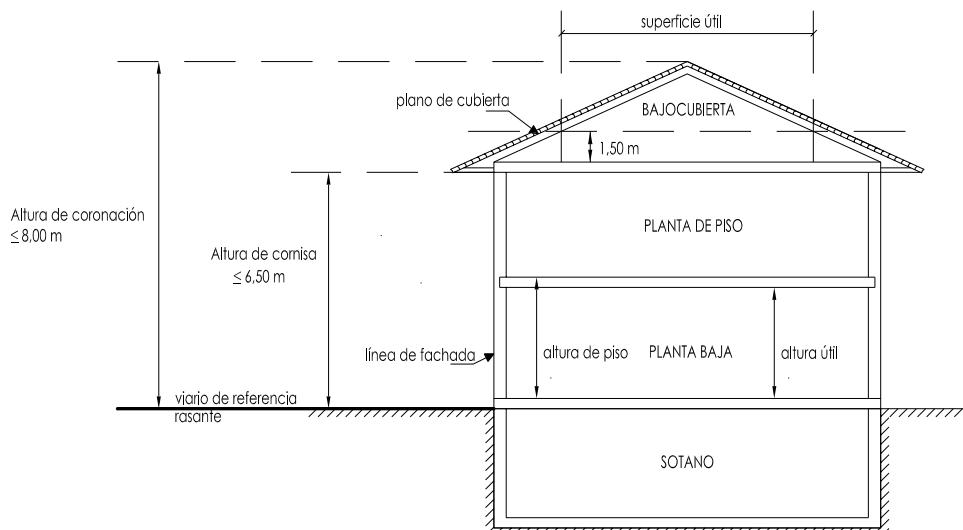 superficie útil
plano de cubierta
BAJOCUBIERTA
1,50 m
Altura de coronación
≤ 8,00 m
PLANTA DE PISO
Altura de cornisa
≤ 6,50 m
línea de fachada
altura de piso
PLANTA BAJA
altura útil
viario de referencia
rasante
SOTANO